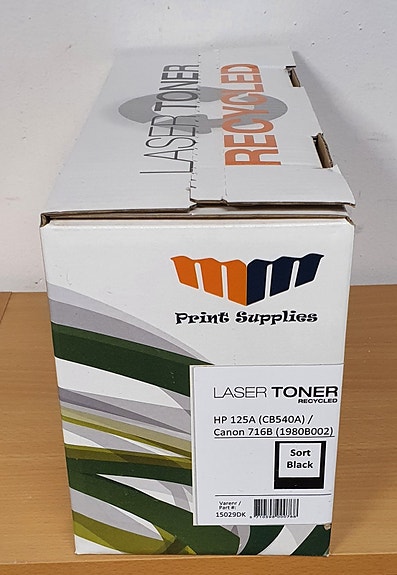 LASER TONER
RECYCLED
mm
Print Supplies
LASER TONER
RECYCLED
HP 125A (CB540A) /
Canon 716B (1980B002)
Sort
Black
Varenr /
Part #:
15029DK